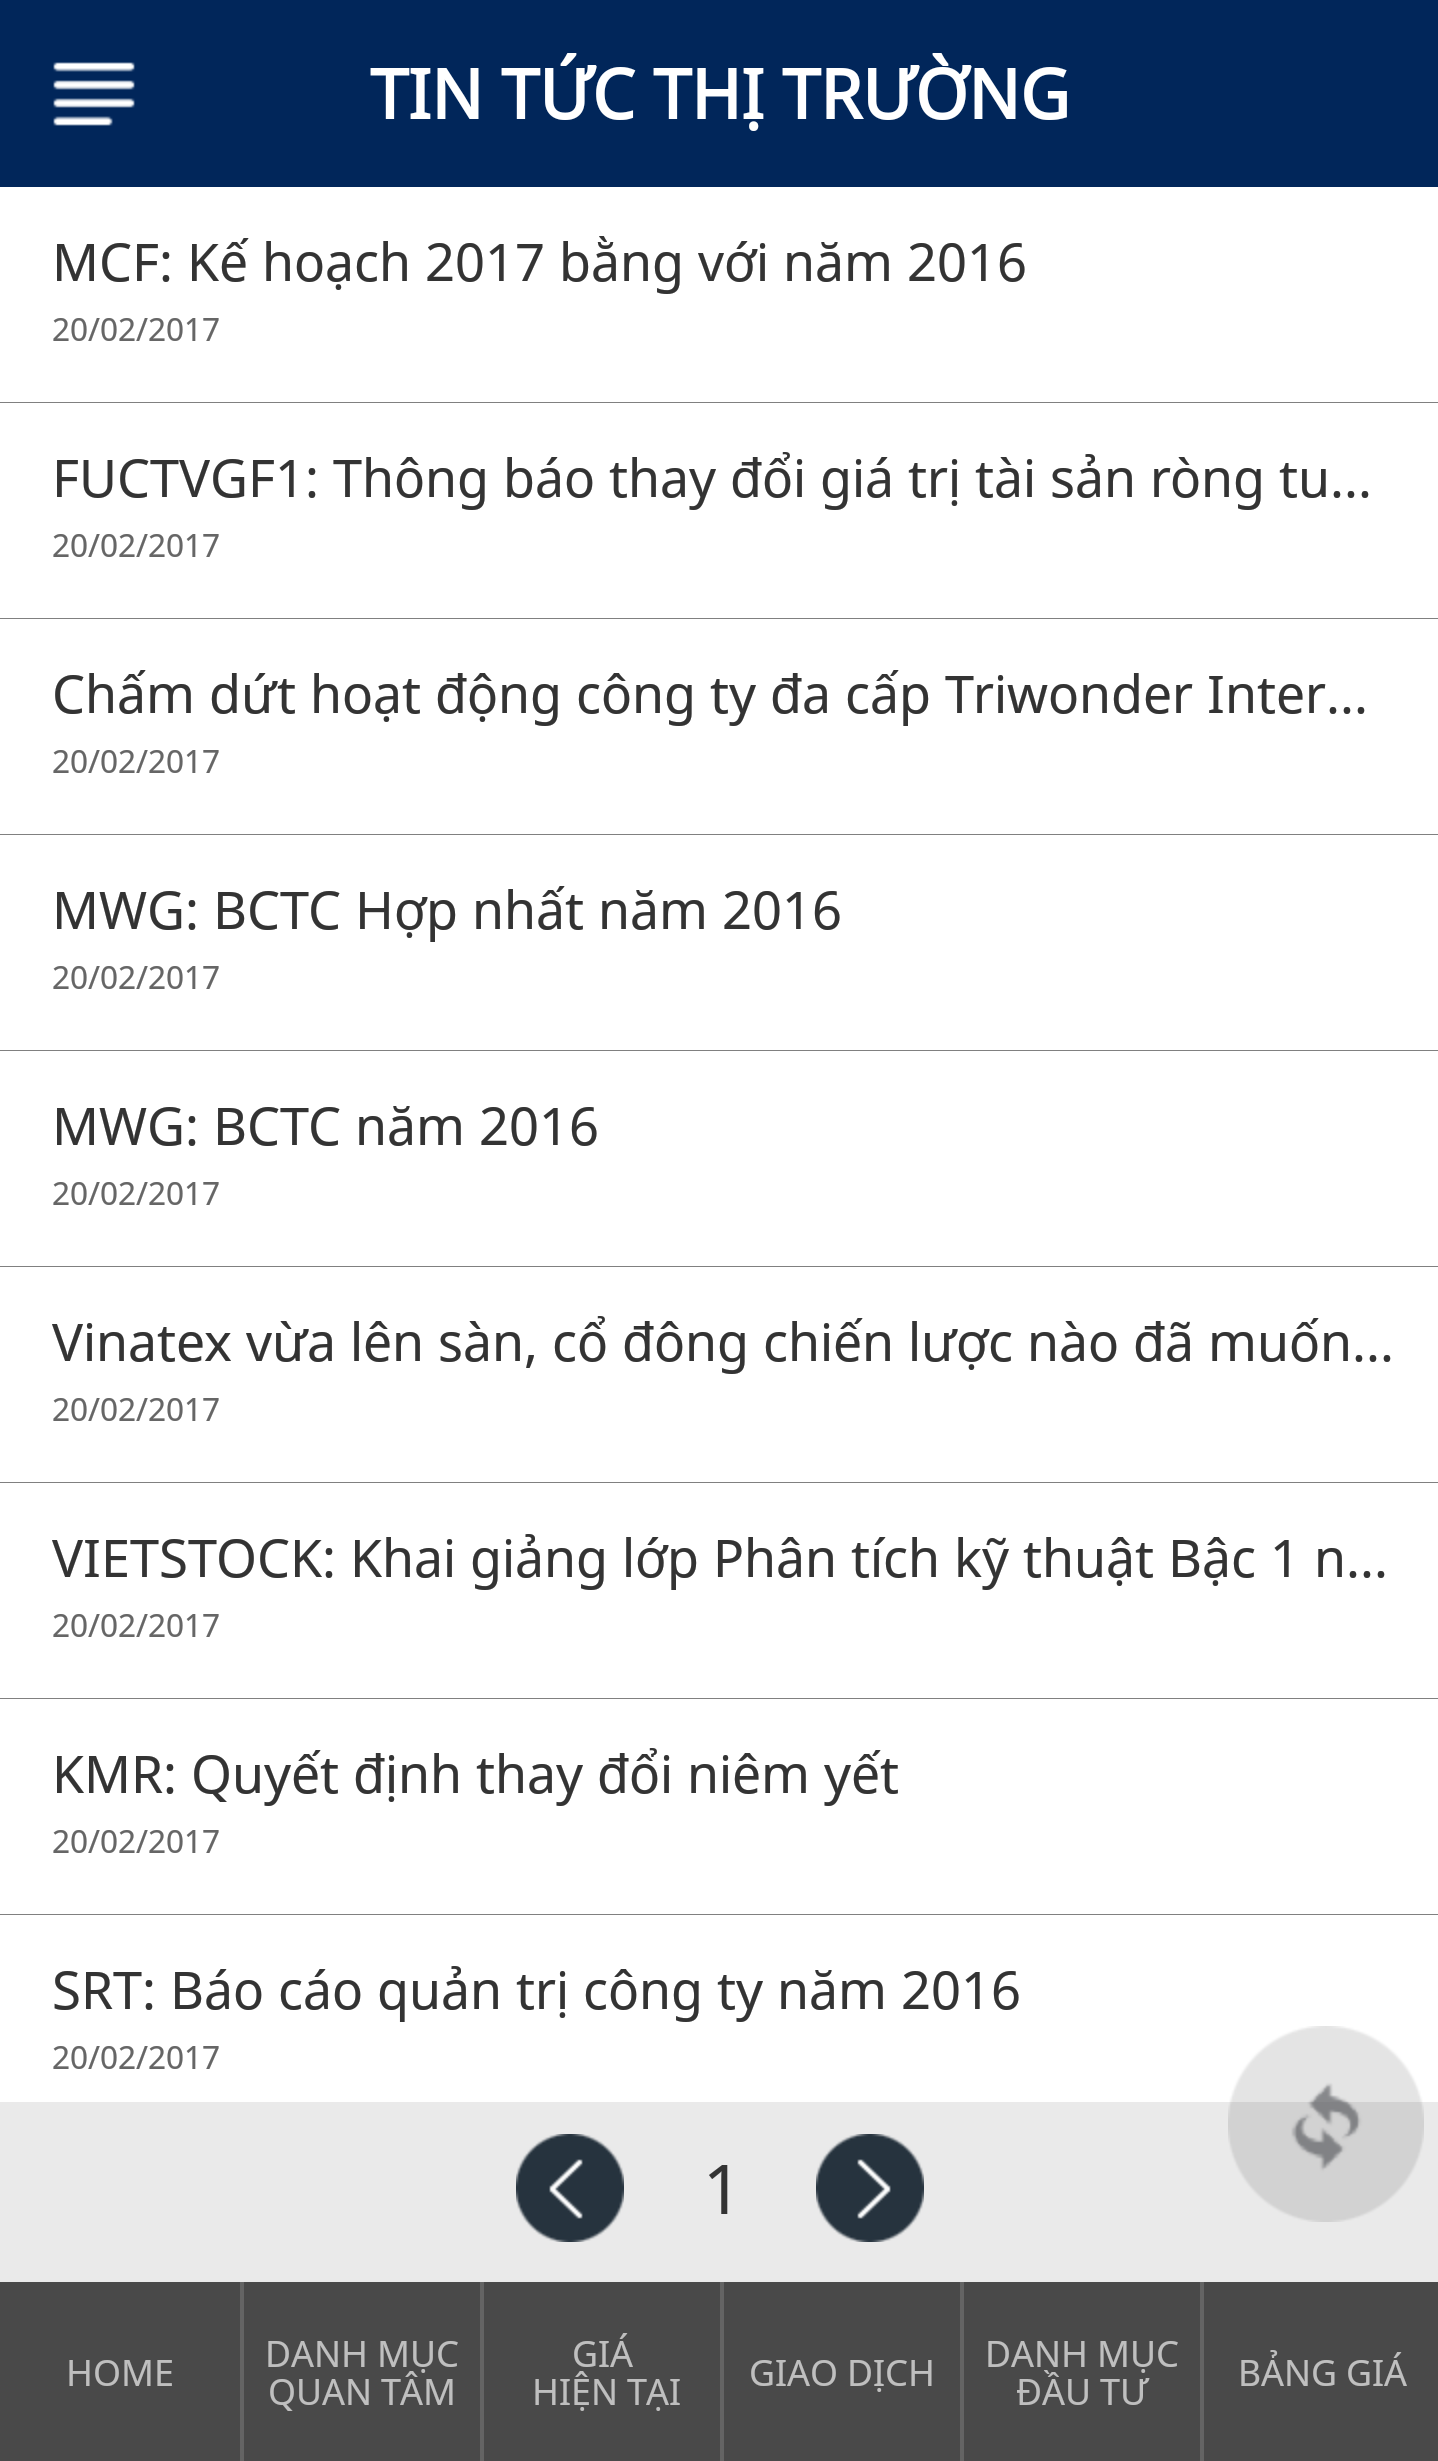 TIN TỨC THỊ TRƯỜNG
MCF: Kế hoạch 2017 bằng với năm 2016
20/02/2017
FUCTVGF1: Thông báo thay đổi giá trị tài sản ròng tu...
20/02/2017
Chấm dứt hoạt động công ty đa cấp Triwonder Inter...
20/02/2017
MWG: BCTC Hợp nhất năm 2016
20/02/2017
MWG: BCTC năm 2016
20/02/2017
Vinatex vừa lên sàn, cổ đông chiến lược nào đã muốn...
20/02/2017
VIETSTOCK: Khai giảng lớp Phân tích kỹ thuật Bậc 1 n...
20/02/2017
KMR: Quyết định thay đổi niêm yết
20/02/2017
SRT: Báo cáo quản trị công ty năm 2016
20/02/2017
1
HOME
DANH MỤC
QUAN TÂM
GIÁ
HIỆN TẠI
GIAO DỊCH
DANH MỤC
ĐẦU TƯ
BẢNG GIÁ